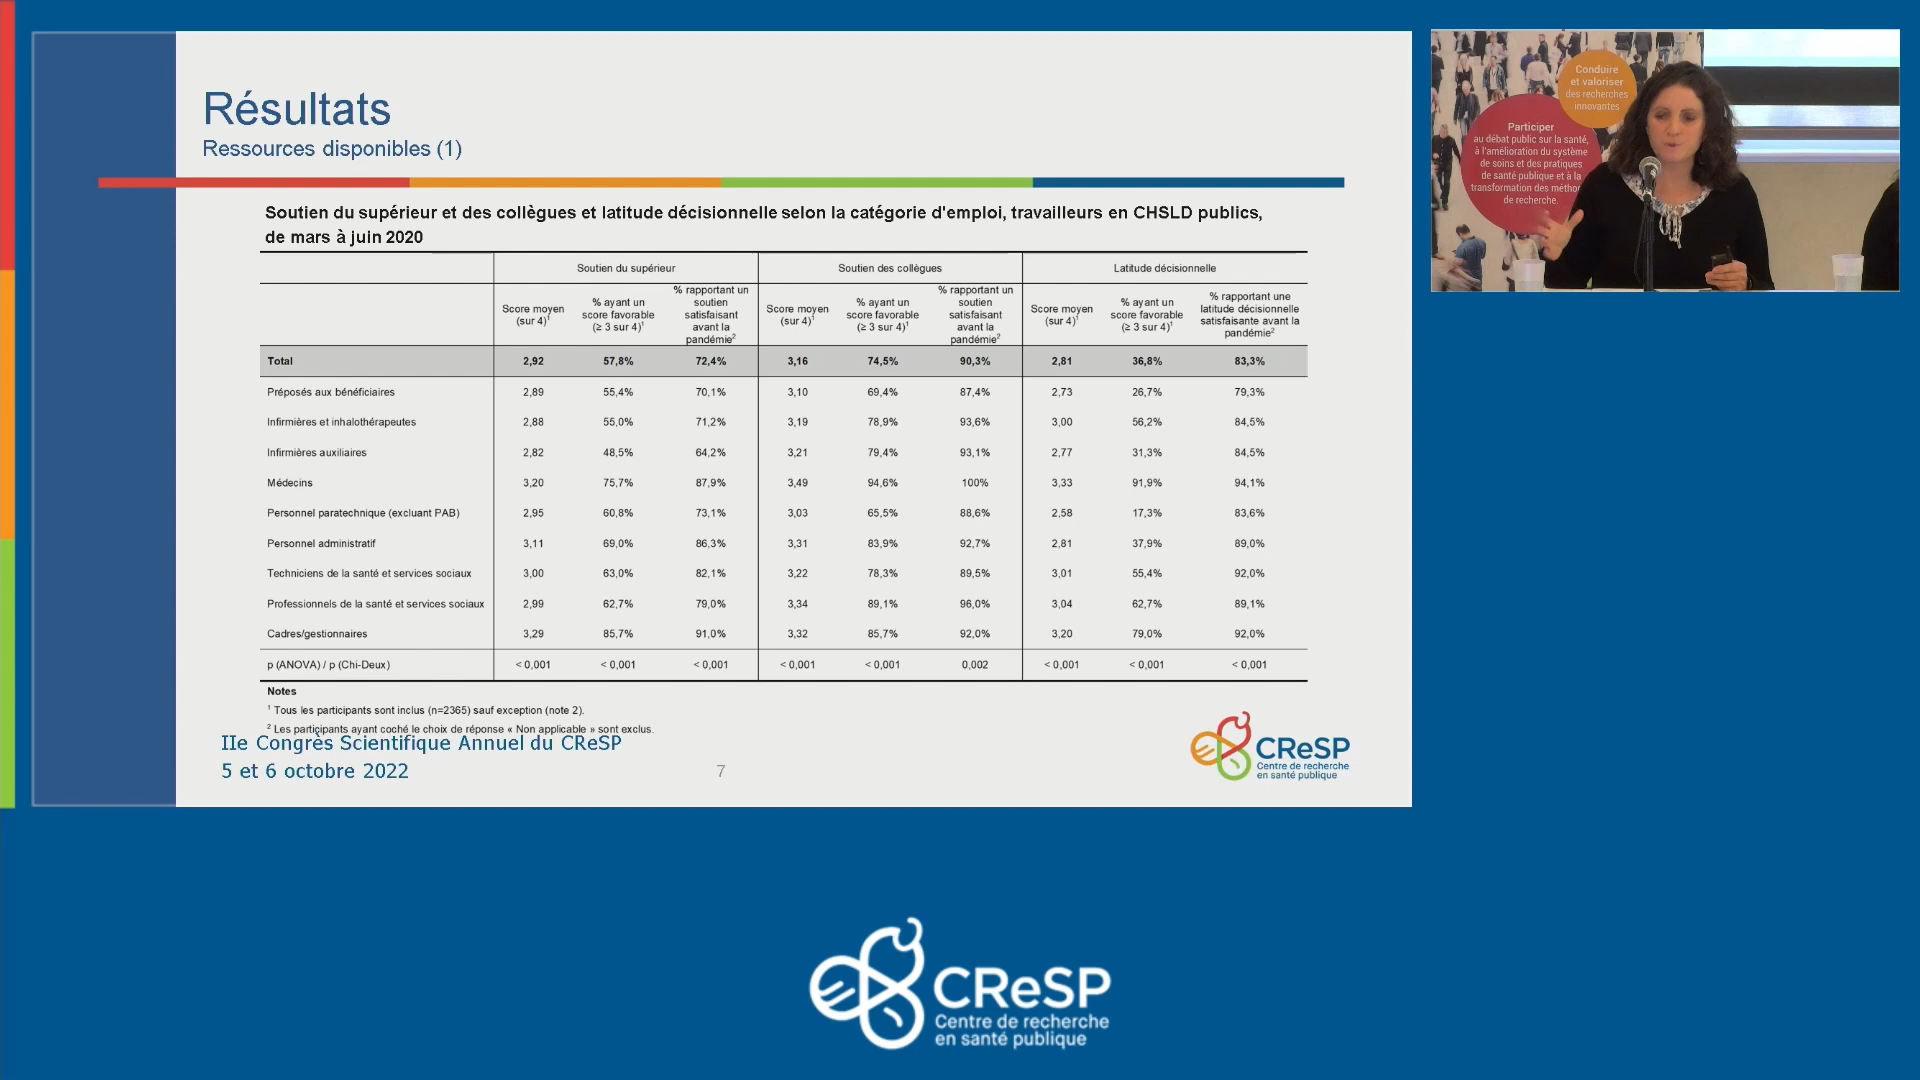 Résultats
Ressources disponibles (1)
Soutien du supérieur et des collègues et latitude décisionnelle selon la catégorie d'emploi, travailleurs en CHSLD publics,
de mars à juin 2020
Soutien du supérieur Soutien des collègues Latitude décisionnelle
Score moyen (sur 4)¹ % ayant un score favorable (≥ 3 sur 4)¹ % rapportant un soutien satisfaisant avant la pandémie² Score moyen (sur 4)¹ % ayant un score favorable (≥ 3 sur 4)¹ % rapportant un soutien satisfaisant avant la pandémie² Score moyen (sur 4)¹ % ayant un score favorable (≥ 3 sur 4)¹ % rapportant une latitude décisionnelle satisfaisante avant la pandémie²
Total 2,92 57,8% 72,4% 3,16 74,5% 90,3% 2,81 36,8% 83,3%
Préposés aux bénéficiaires 2,89 55,4% 70,1% 3,10 69,4% 87,4% 2,73 26,7% 79,3%
Infirmières et inhalothérapeutes 2,88 55,0% 71,2% 3,19 78,9% 93,6% 3,00 56,2% 84,5%
Infirmières auxiliaires 2,82 48,5% 64,2% 3,21 79,4% 93,1% 2,77 31,3% 84,5%
Médecins 3,20 75,7% 87,9% 3,49 94,6% 100% 3,33 91,9% 94,1%
Personnel paratechnique (excluant PAB) 2,95 60,8% 73,1% 3,03 65,5% 88,6% 2,58 17,3% 83,6%
Personnel administratif 3,11 69,0% 86,3% 3,31 83,9% 92,7% 2,81 37,9% 89,0%
Techniciens de la santé et services sociaux 3,00 63,0% 82,1% 3,22 78,3% 89,5% 3,01 55,4% 92,0%
Professionnels de la santé et services sociaux 2,99 62,7% 79,0% 3,34 89,1% 96,0% 3,04 62,7% 89,1%
Cadres/gestionnaires 3,29 85,7% 91,0% 3,32 85,7% 92,0% 3,20 79,0% 92,0%
p (ANOVA) / p (Chi-Deux) < 0,001 < 0,001 < 0,001 < 0,001 < 0,001 0,002 < 0,001 < 0,001 < 0,001
Notes
¹ Tous les participants sont inclus (n=2365) sauf exception (note 2).
² Les participants ayant coché le choix de réponse « Non applicable » sont exclus.
IIe Congrès Scientifique Annuel du CReSP
5 et 6 octobre 2022
7
CReSP
Centre de recherche
en santé publique
Conduire
et valoriser
des recherches
innovantes
Participer
au débat public sur la santé,
à l'amélioration du système
de soins et des pratiques
de santé publique et à la
transformation des
de recherche.
CReSP
Centre de recherche
en santé publique